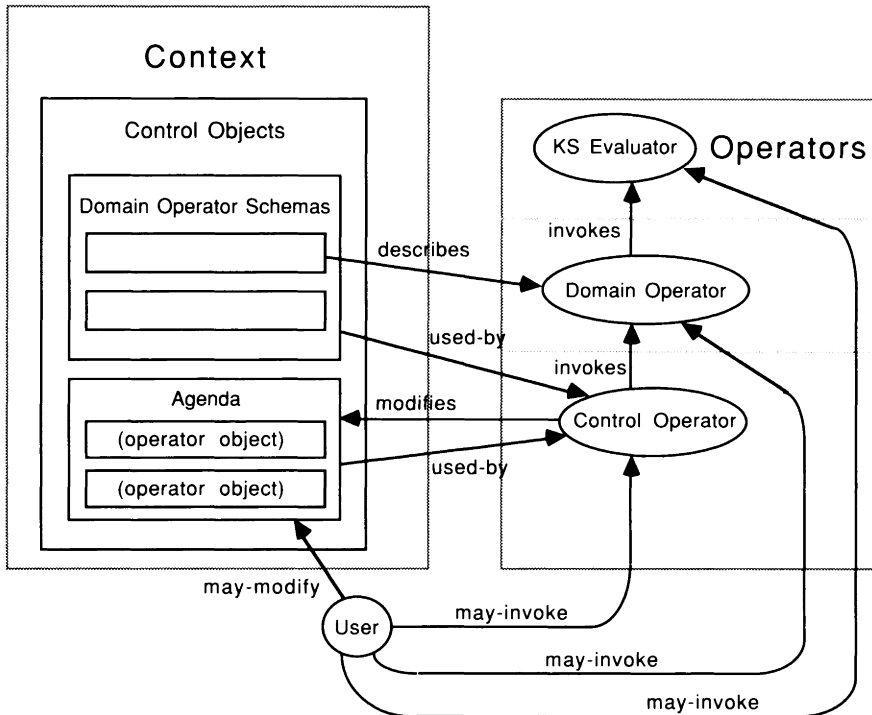 Context
Control Objects
Domain Operator Schemas
Agenda
(operator object)
(operator object)
describes
used-by
modifies
used-by
Operators
KS Evaluator
invokes
Domain Operator
invokes
Control Operator
may-modify
User
may-invoke
may-invoke
may-invoke